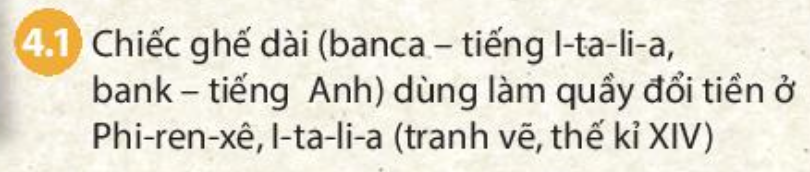 4.1 Chiếc ghế dài (banca – tiếng I-ta-li-a,
bank – tiếng Anh) dùng làm quầy đổi tiền ở
Phi-ren-xê, I-ta-li-a (tranh vẽ, thế kỉ XIV)